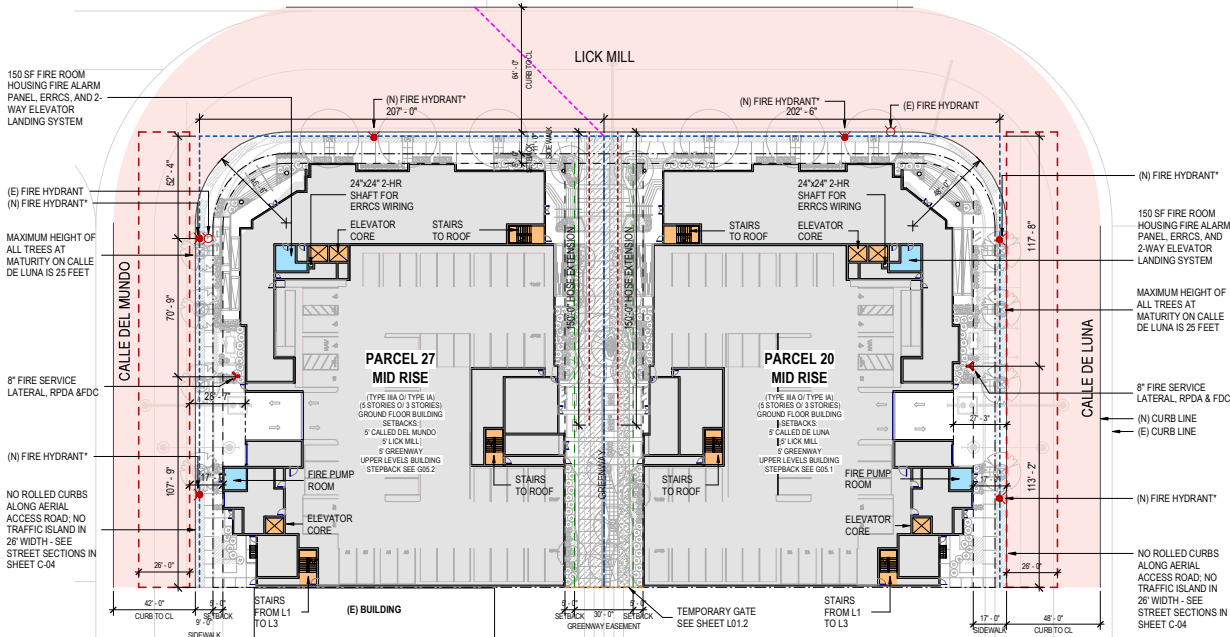 LICK MILL
64' - 0"
CURB TO CL
150 SF FIRE ROOM
HOUSING FIRE ALARM
PANEL, ERRCS, AND 2-
WAY ELEVATOR
LANDING SYSTEM
(N) FIRE HYDRANT*
207' - 0"
(N) FIRE HYDRANT*
202' - 6"
(E) FIRE HYDRANT
SIDEWALK
SETBACK
52' - 4"
(E) FIRE HYDRANT
(N) FIRE HYDRANT*
MAXIMUM HEIGHT OF
ALL TREES AT
MATURITY ON CALLE
DE LUNA IS 25 FEET
CALLE DEL MUNDO
70' - 9"
8" FIRE SERVICE
LATERAL, RPDA &FDC
28' - 7"
(N) FIRE HYDRANT*
17' - 0"
107' - 9"
NO ROLLED CURBS
ALONG AERIAL
ACCESS ROAD; NO
TRAFFIC ISLAND IN
26' WIDTH - SEE
STREET SECTIONS IN
SHEET C-04
26' - 0"
42' - 0"
CURB TO CL
9' - 0"
SIDEWALK
5' - 0"
SETBACK
24"x24" 2-HR
SHAFT FOR
ERRCS WIRING
ELEVATOR
CORE
STAIRS
TO ROOF
PARCEL 27
MID RISE
(TYPE IIIA O/ TYPE IA)
(5 STORIES O/ 3 STORIES)
GROUND FLOOR BUILDING
SETBACKS:
5' CALLED DEL MUNDO
5' LICK MILL
5' GREENWAY
UPPER LEVELS BUILDING
STEPBACK SEE G05.2
STAIRS
TO ROOF
FIRE PUMP
ROOM
ELEVATOR
CORE
STAIRS
FROM L1
TO L3
(E) BUILDING
150'-0" HOSE EXTENSION
150'-0" HOSE EXTENSION
GREENWAY
5' - 0"
SETBACK
30' - 0"
GREENWAY EASEMENT
5' - 0"
SETBACK
TEMPORARY GATE
SEE SHEET L01.2
STAIRS
TO ROOF
24"x24" 2-HR
SHAFT FOR
ERRCS WIRING
ELEVATOR
CORE
PARCEL 20
MID RISE
(TYPE IIIA O/ TYPE IA)
(5 STORIES O/ 3 STORIES)
GROUND FLOOR BUILDING
SETBACKS:
5' CALLED DE LUNA
5' LICK MILL
5' GREENWAY
UPPER LEVELS BUILDING
STEPBACK SEE G05.1
STAIRS
TO ROOF
FIRE PUMP
ROOM
ELEVATOR
CORE
STAIRS
FROM L1
TO L3
117' - 8"
27' - 3"
17' - 0"
113' - 2"
26' - 0"
17' - 0"
SIDEWALK
48' - 0"
CURB TO CL
CALLE DE LUNA
(N) FIRE HYDRANT*
150 SF FIRE ROOM
HOUSING FIRE ALARM
PANEL, ERRCS, AND
2-WAY ELEVATOR
LANDING SYSTEM
MAXIMUM HEIGHT OF
ALL TREES AT
MATURITY ON CALLE
DE LUNA IS 25 FEET
8" FIRE SERVICE
LATERAL, RPDA & FDC
(N) CURB LINE
(E) CURB LINE
(N) FIRE HYDRANT*
NO ROLLED CURBS
ALONG AERIAL
ACCESS ROAD; NO
TRAFFIC ISLAND IN
26' WIDTH - SEE
STREET SECTIONS IN
SHEET C-04